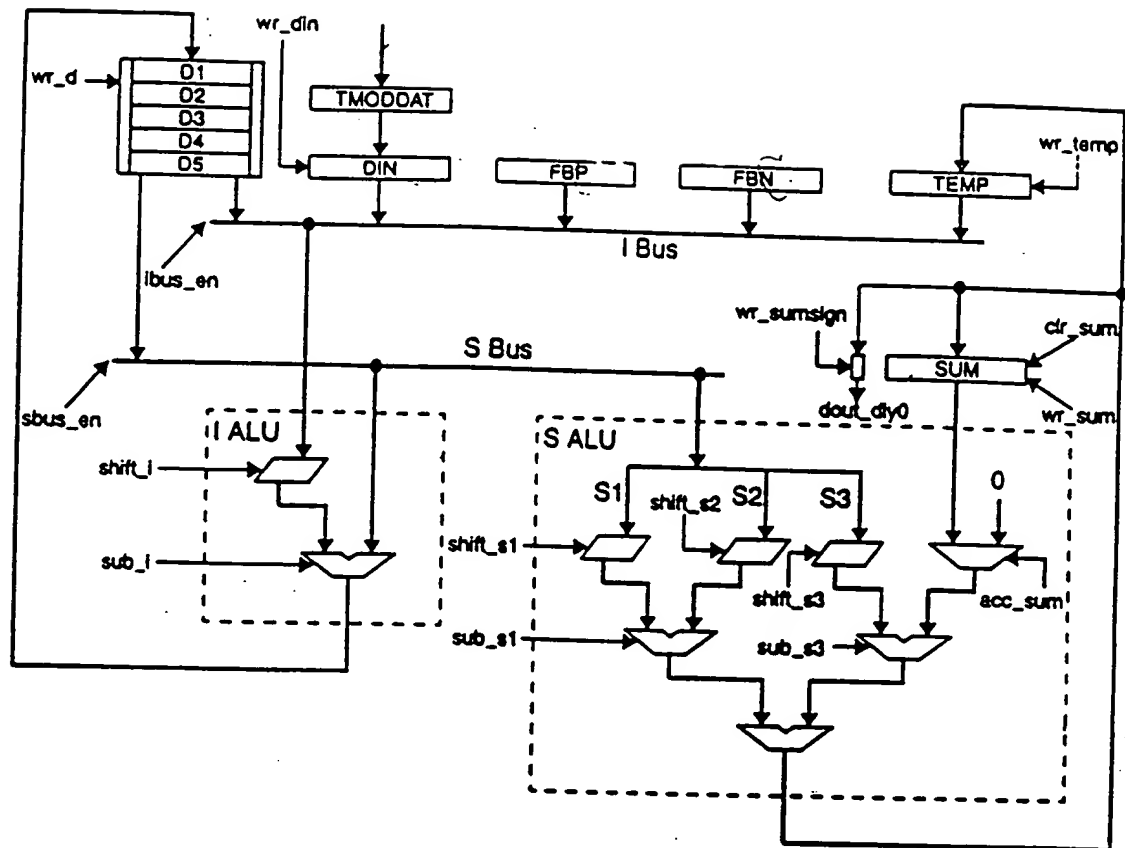 wr_din
wr_d
D1
D2
D3
D4
D5
TMODDAT
DIN
FBP
FBN
TEMP
wr_temp
I Bus
ibus_en
wr_sumsign
clr_sum
S Bus
SUM
sbus_en
dout_dly0
wr_sum
I ALU
S ALU
shift_i
S1
shift_s2
S2
S3
0
shift_s1
sub_i
shift_s3
acc_sum
sub_s1
sub_s3